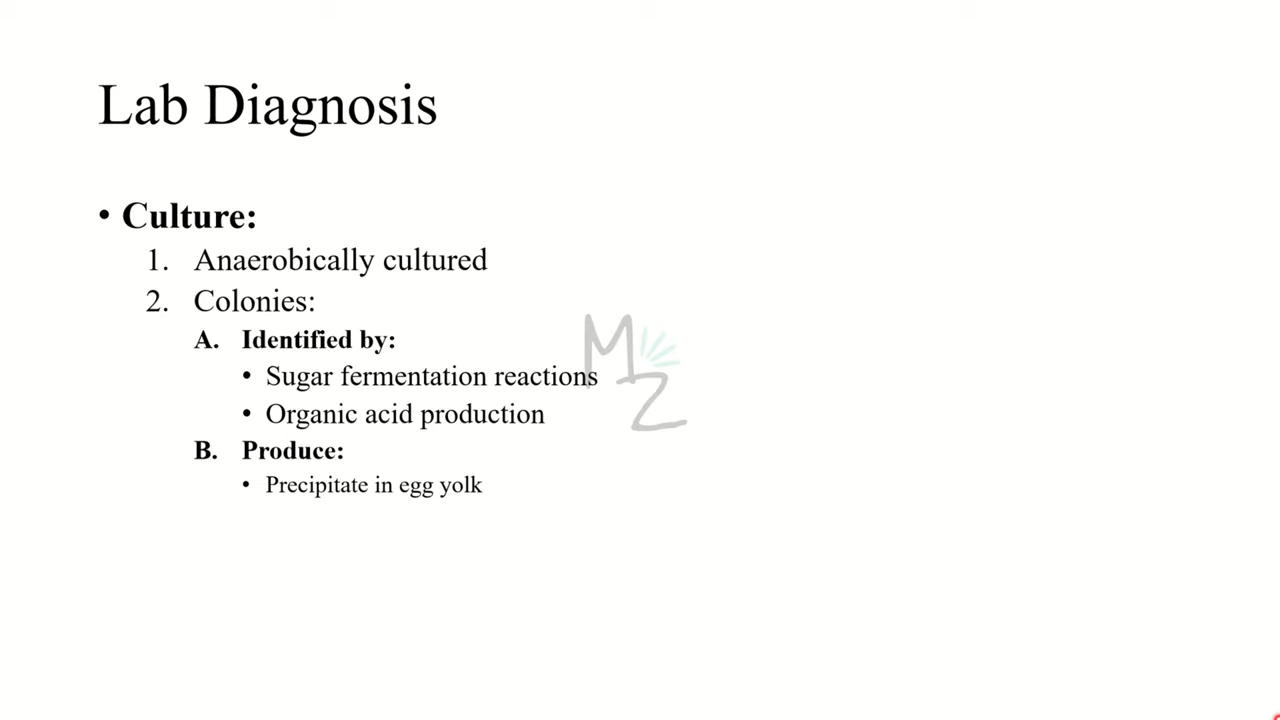 Lab Diagnosis
• Culture:
1. Anaerobically cultured
2. Colonies:
A. Identified by:
• Sugar fermentation reactions
• Organic acid production
B. Produce:
• Precipitate in egg yolk
MZ